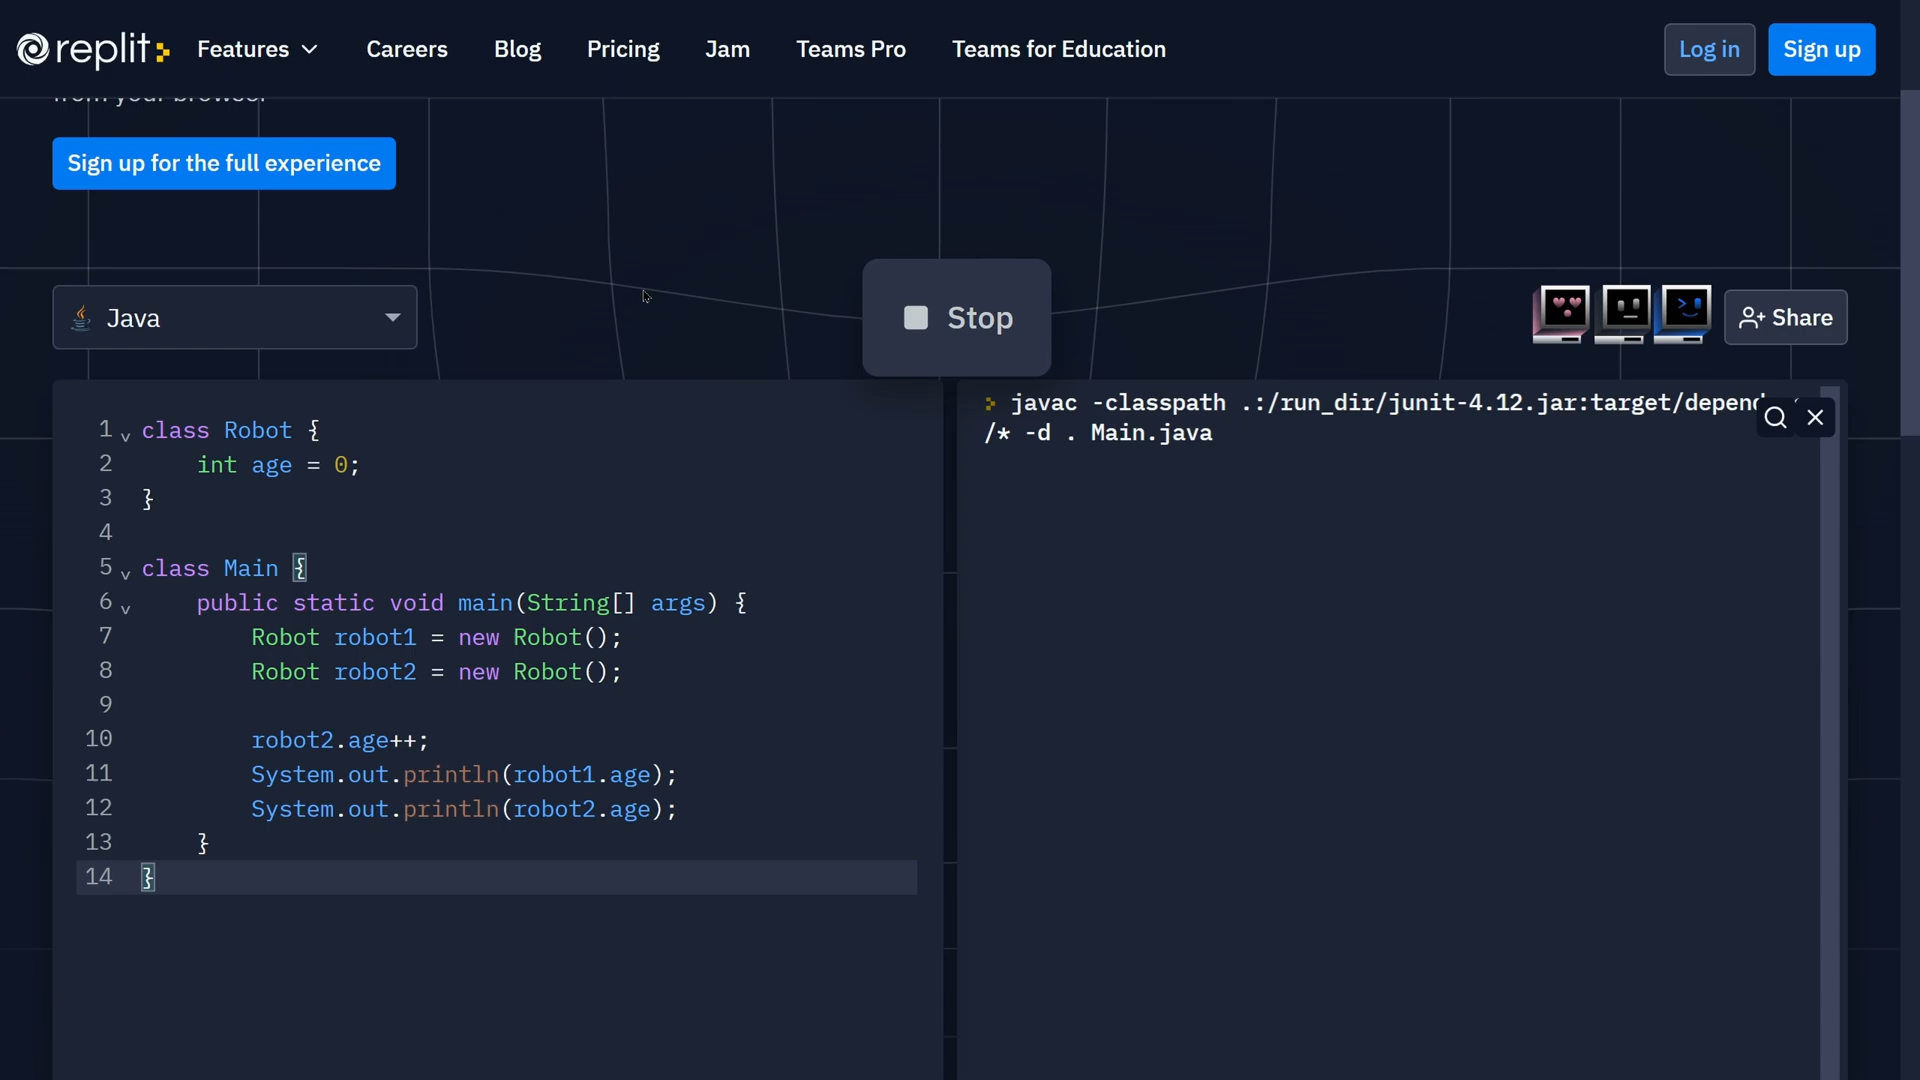 replit
Features
Careers
Blog
Pricing
Jam
Teams Pro
Teams for Education
Log in
Sign up
from your browser
Sign up for the full experience
Java
Stop
Share
1 class Robot {
2     int age = 0;
3 }
4
5 class Main {
6     public static void main(String[] args) {
7         Robot robot1 = new Robot();
8         Robot robot2 = new Robot();
9
10         robot2.age++;
11         System.out.println(robot1.age);
12         System.out.println(robot2.age);
13     }
14 }
javac -classpath .:/run_dir/junit-4.12.jar:target/depend
/* -d . Main.java